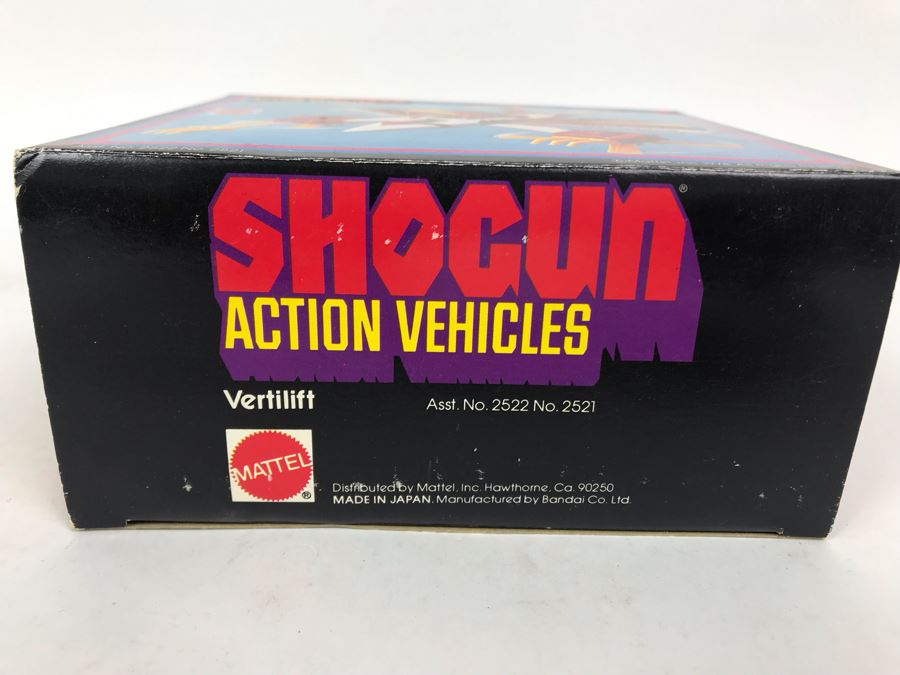 SHOGUN®
ACTION VEHICLES
Vertilift
Asst. No. 2522 No. 2521
MATTEL®
Distributed by Mattel, Inc. Hawthorne, Ca. 90250
MADE IN JAPAN. Manufactured by Bandai Co. Ltd.